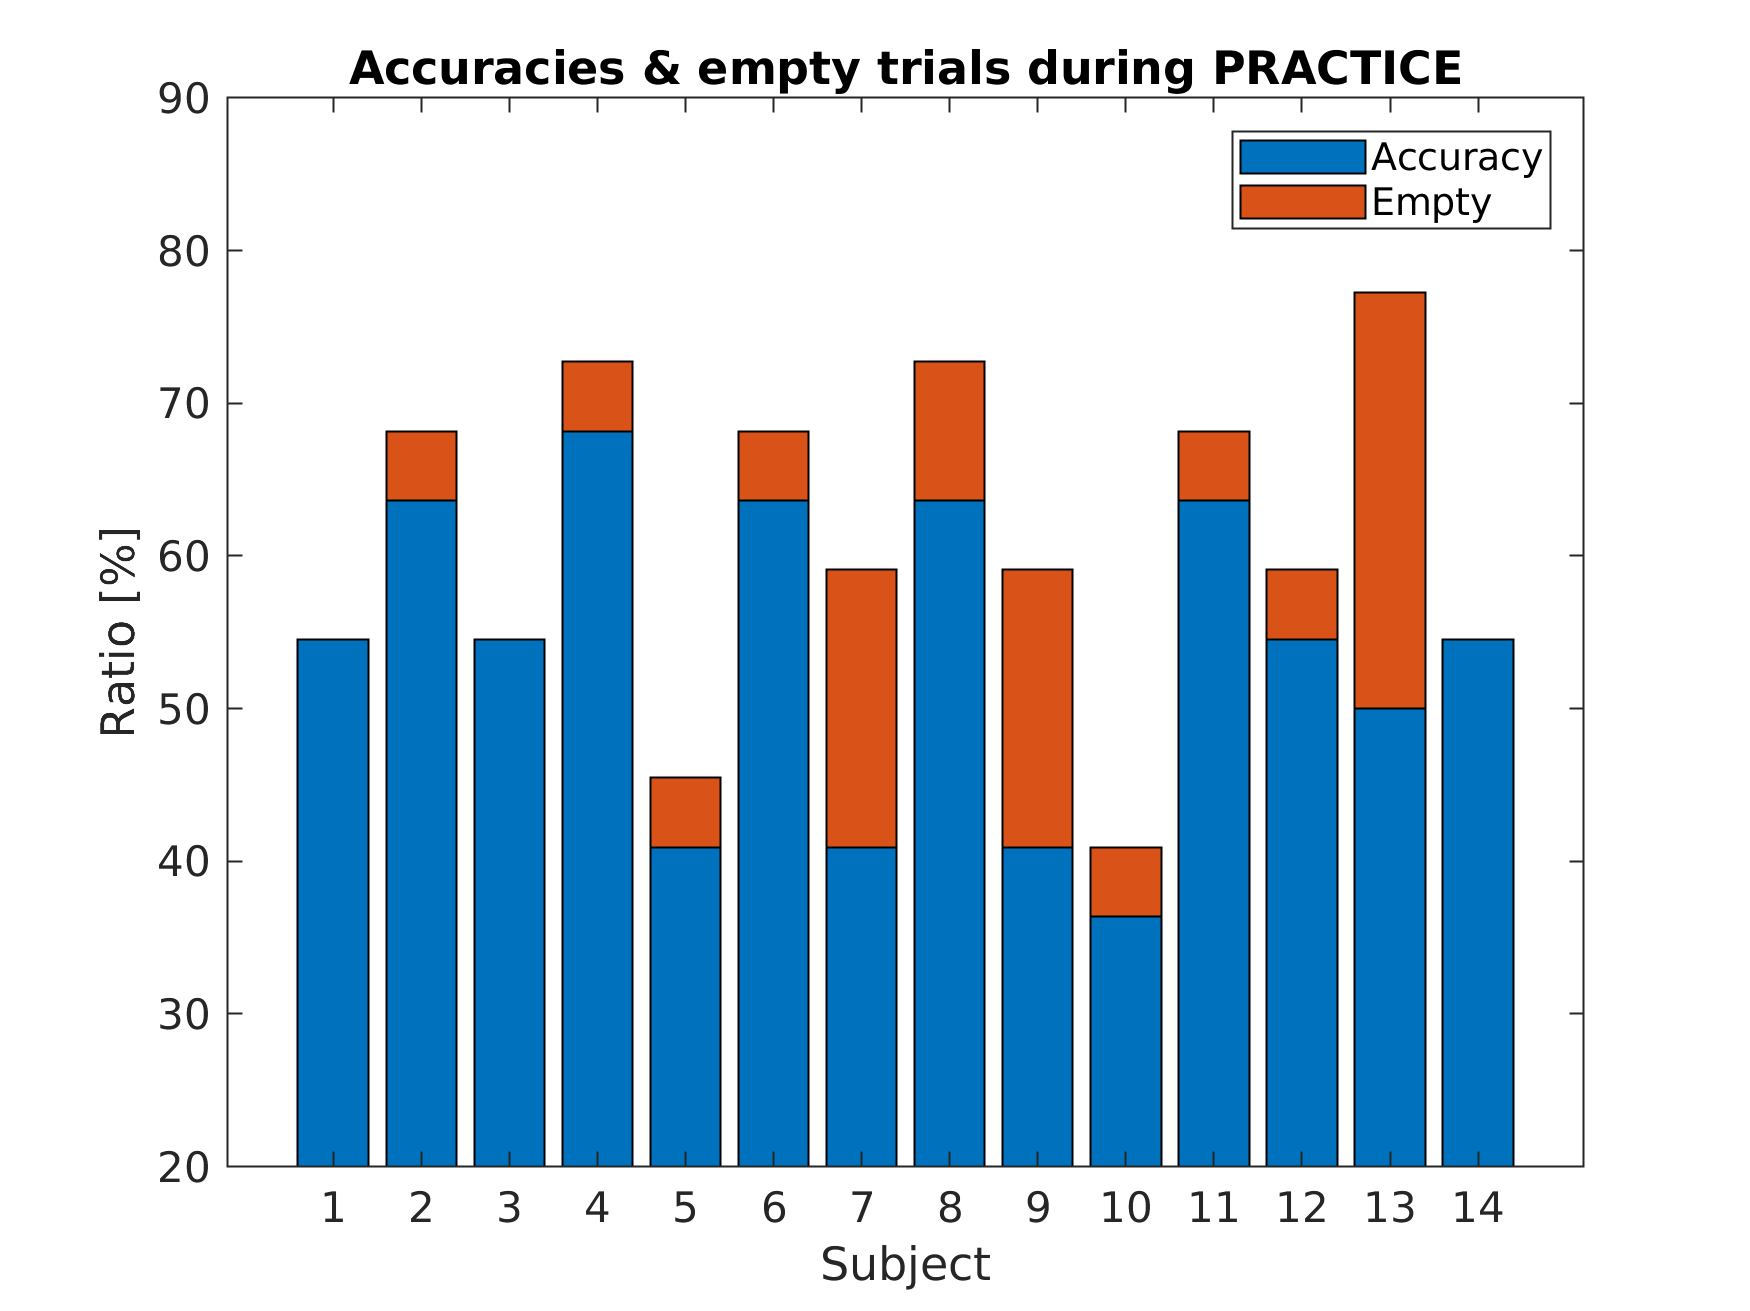 Accuracies & empty trials during PRACTICE
90
80
70
60
50
40
30
20
Ratio [%]
Accuracy
Empty
1 2 3 4 5 6 7 8 9 10 11 12 13 14
Subject